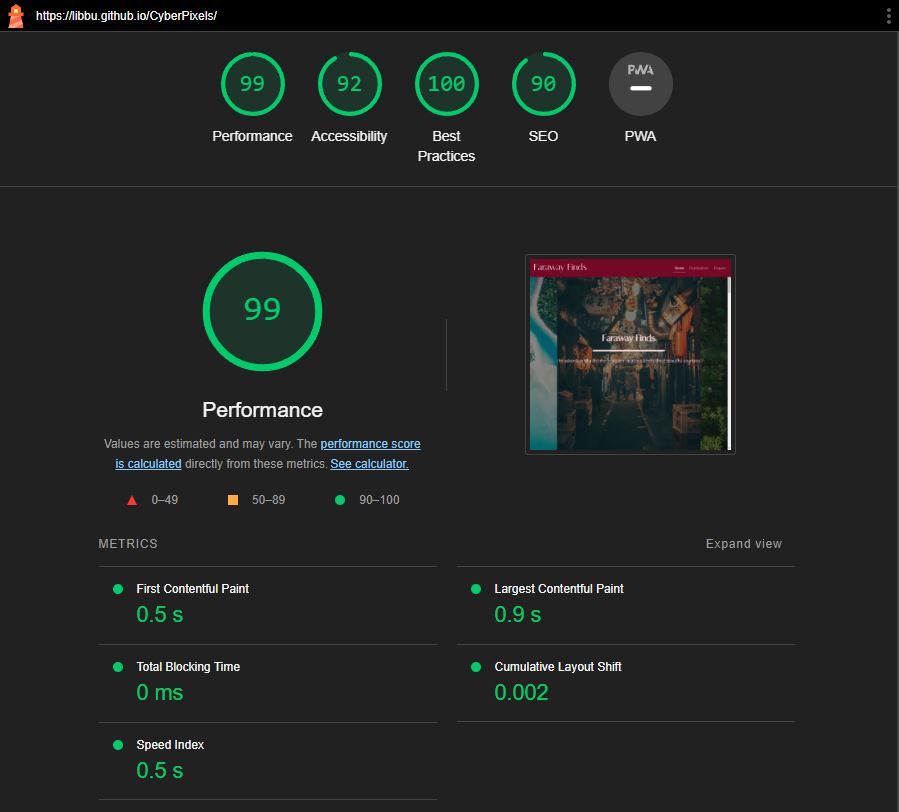 https://libbu.github.io/CyberPixels/
99
92
100
90
PWA
Performance
Accessibility
Best
Practices
SEO
PWA
99
Performance
Values are estimated and may vary. The performance score
is calculated directly from these metrics. See calculator.
0–49
50–89
90–100
Faraway Finds
Home
Faraway Finds
METRICS
Expand view
First Contentful Paint
0.5 s
Largest Contentful Paint
0.9 s
Total Blocking Time
0 ms
Cumulative Layout Shift
0.002
Speed Index
0.5 s